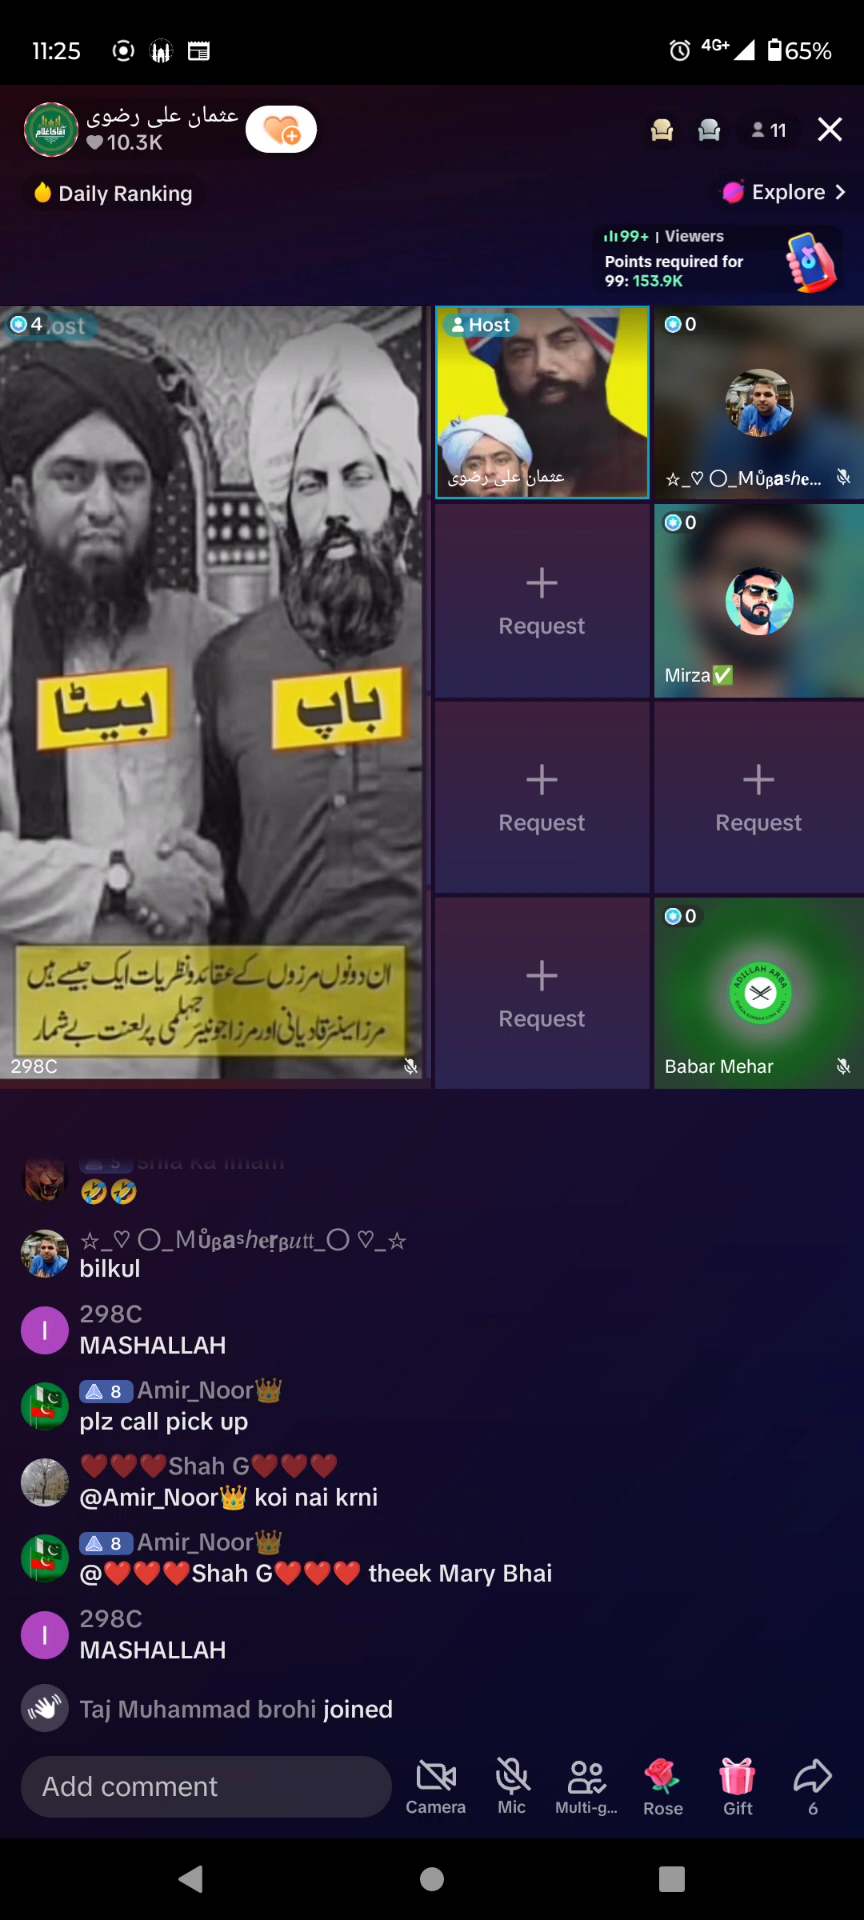 11:25
4G+
65%
عثمان علی رضوی
10.3K
11
Daily Ranking
Explore
99+ | Viewers
Points required for
99: 153.9K
4
Host
0
عثمان علی رضوی
0
Mirza✅
Request
Request
Request
Request
0
Babar Mehar
بیٹا
باپ
ان دونوں مرزوں کے عقائد و نظریات ایک جیسے ہیں
مرزا سینئر قادیانی اور مرزا جونیئر جہلمی پر لعنت بے شمار
298C
🤣🤣
☆_♡ ◯_Můᵦaˢℎeṛᵦutt_◯ ♡_☆
bilkul
I
298C
MASHALLAH
8 Amir_Noor👑
plz call pick up
❤️❤️❤️Shah G❤️❤️❤️
@Amir_Noor👑 koi nai krni
8 Amir_Noor👑
@❤️❤️❤️Shah G❤️❤️❤️ theek Mary Bhai
I
298C
MASHALLAH
Taj Muhammad brohi joined
Add comment
Camera
Mic
Multi-g...
Rose
Gift
6